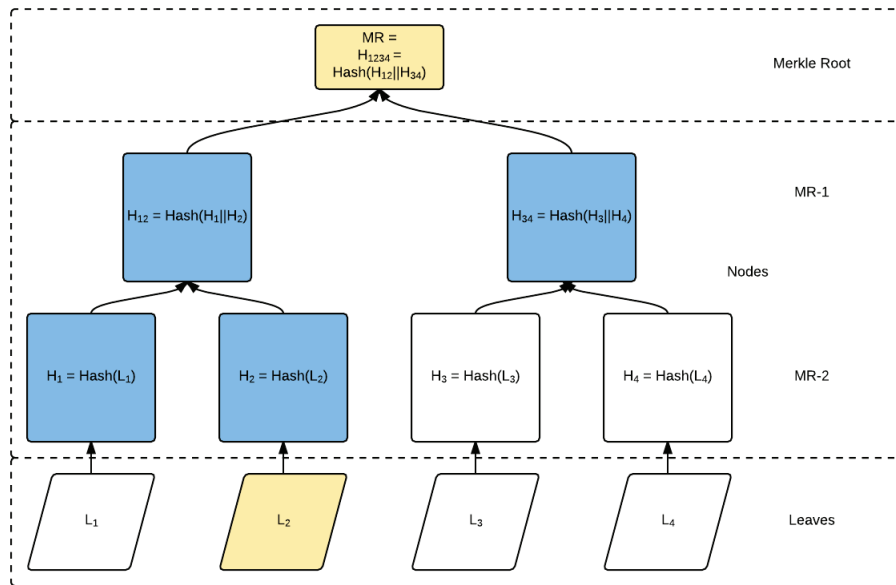 MR =
H₁₂₃₄ =
Hash(H₁₂||H₃₄)
Merkle Root
H₁₂ = Hash(H₁||H₂)
H₃₄ = Hash(H₃||H₄)
MR-1
Nodes
H₁ = Hash(L₁)
H₂ = Hash(L₂)
H₃ = Hash(L₃)
H₄ = Hash(L₄)
MR-2
L₁
L₂
L₃
L₄
Leaves